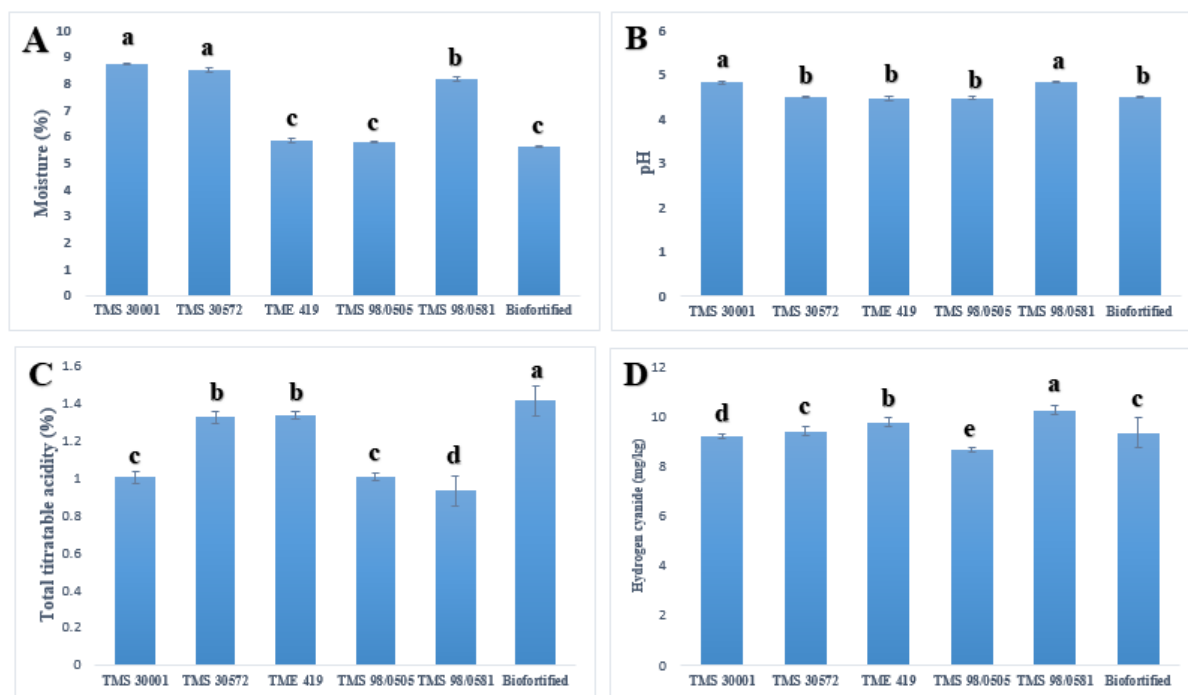 A
Moisture (%)
10
9
8
7
6
5
4
3
2
1
0
a
a
c
c
b
c
TMS 30001
TMS 30572
TME 419
TMS 98/0505
TMS 98/0581
Biofortified
B
pH
6
5
4
3
2
1
0
a
b
b
b
a
b
TMS 30001
TMS 30572
TME 419
TMS 98/0505
TMS 98/0581
Biofortified
C
Total titratable acidity (%)
1.6
1.4
1.2
1
0.8
0.6
0.4
0.2
0
c
b
b
c
d
a
TMS 30001
TMS 30572
TME 419
TMS 98/0505
TMS 98/0581
Biofortified
D
Hydrogen cyanide (mg/kg)
12
10
8
6
4
2
0
d
c
b
e
a
c
TMS 30001
TMS 30572
TME 419
TMS 98/0505
TMS 98/0581
Biofortified